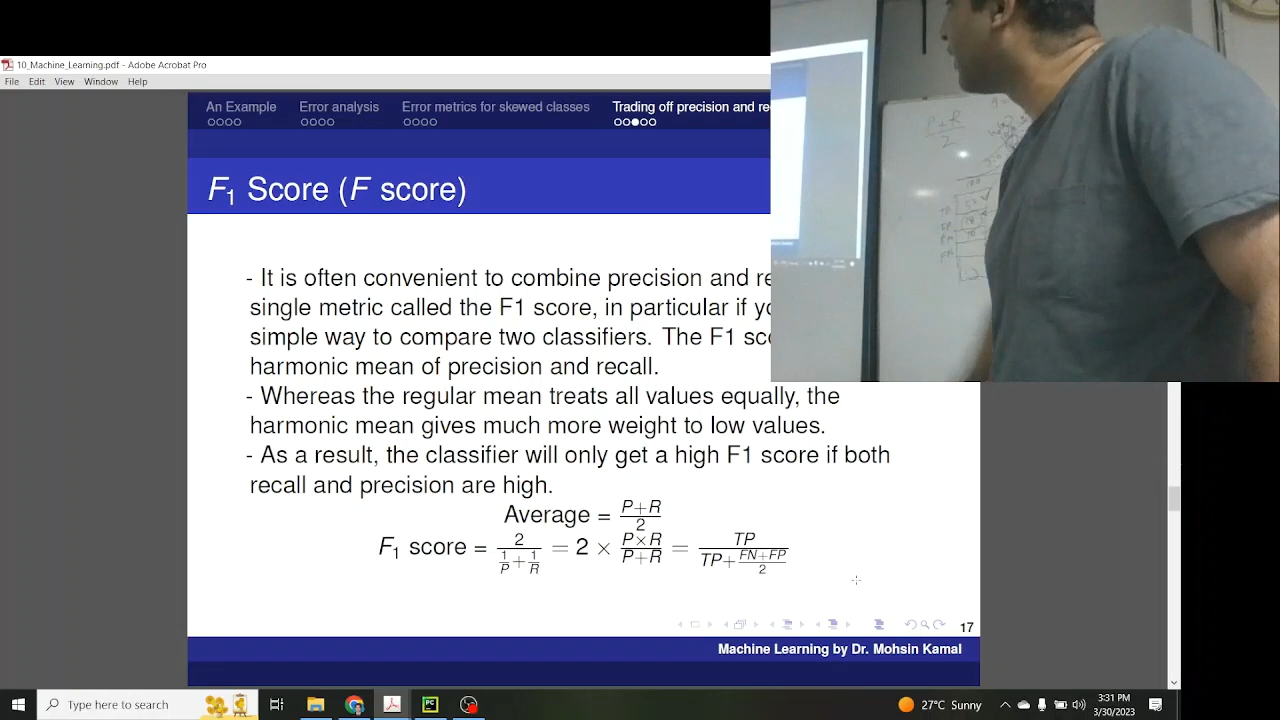 10_Machine_Learning.pdf - Adobe Acrobat Pro
File Edit View Window Help
An Example Error analysis Error metrics for skewed classes Trading off precision and re
F1 Score (F score)
- It is often convenient to combine precision and re
single metric called the F1 score, in particular if yo
simple way to compare two classifiers. The F1 sco
harmonic mean of precision and recall.
- Whereas the regular mean treats all values equally, the
harmonic mean gives much more weight to low values.
- As a result, the classifier will only get a high F1 score if both
recall and precision are high.
Average = P+R/2
F1 score = 2/(1/P + 1/R) = 2 × P×R/P+R = TP/(TP+ FN+FP/2)
17
Machine Learning by Dr. Mohsin Kamal
P+R
2
Type here to search
27°C Sunny
3:31 PM
3/30/2023